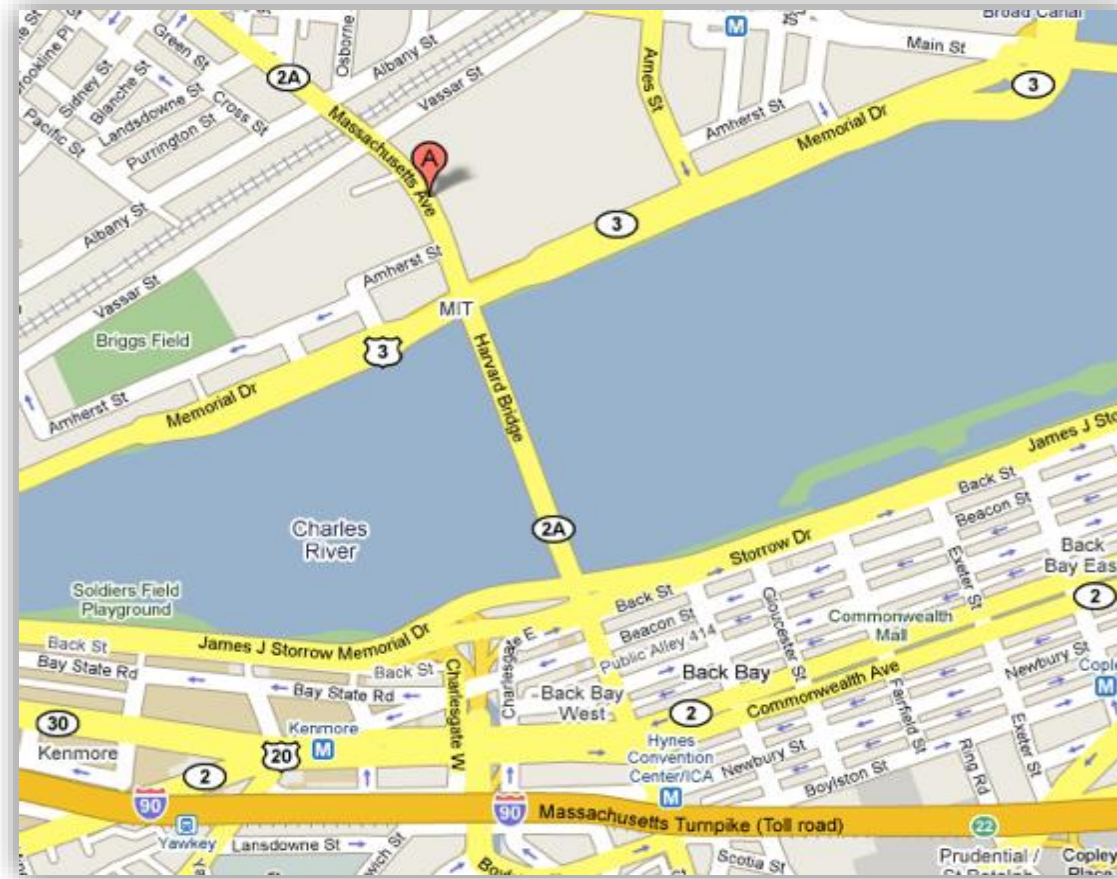 Broad Canal
Main St
M
3
Green St
Osborne
Albany St
2A
Vassar St
Ames St
Amherst St
Memorial Dr
Sidney St
Blanche St
Cross St
Lansdowne St
Purrington St
Pacific St
Massachusetts Ave
A
3
Albany St
Amherst St
Vassar St
MIT
Briggs Field
3
Harvard Bridge
Amherst St
Memorial Dr
Charles
River
2A
James J
Back St
Beacon St
Storrow Dr
Exeter St
Back
Bay East
2
Soldiers Field
Playground
Back St
Gloucester St
Commonwealth
Mall
James J Storrow Memorial Dr
Beacon St
Public Alley 414
Charlesgate E
Back St
Bay State Rd
Back St
Bay State Rd
Charlesgate W
Back Bay
West
Back Bay
Commonwealth Ave
Newbury St
M
30
Kenmore
M
Kenmore
20
2
2
Hynes
Convention
Center/ICA
M
Newbury St
Boylston St
Fairfield St
Ring Rd
Exeter St
90
90
Massachusetts Turnpike (Toll road)
22
Yawkey
Lansdowne St
Scotia St
Prudential /
Copley